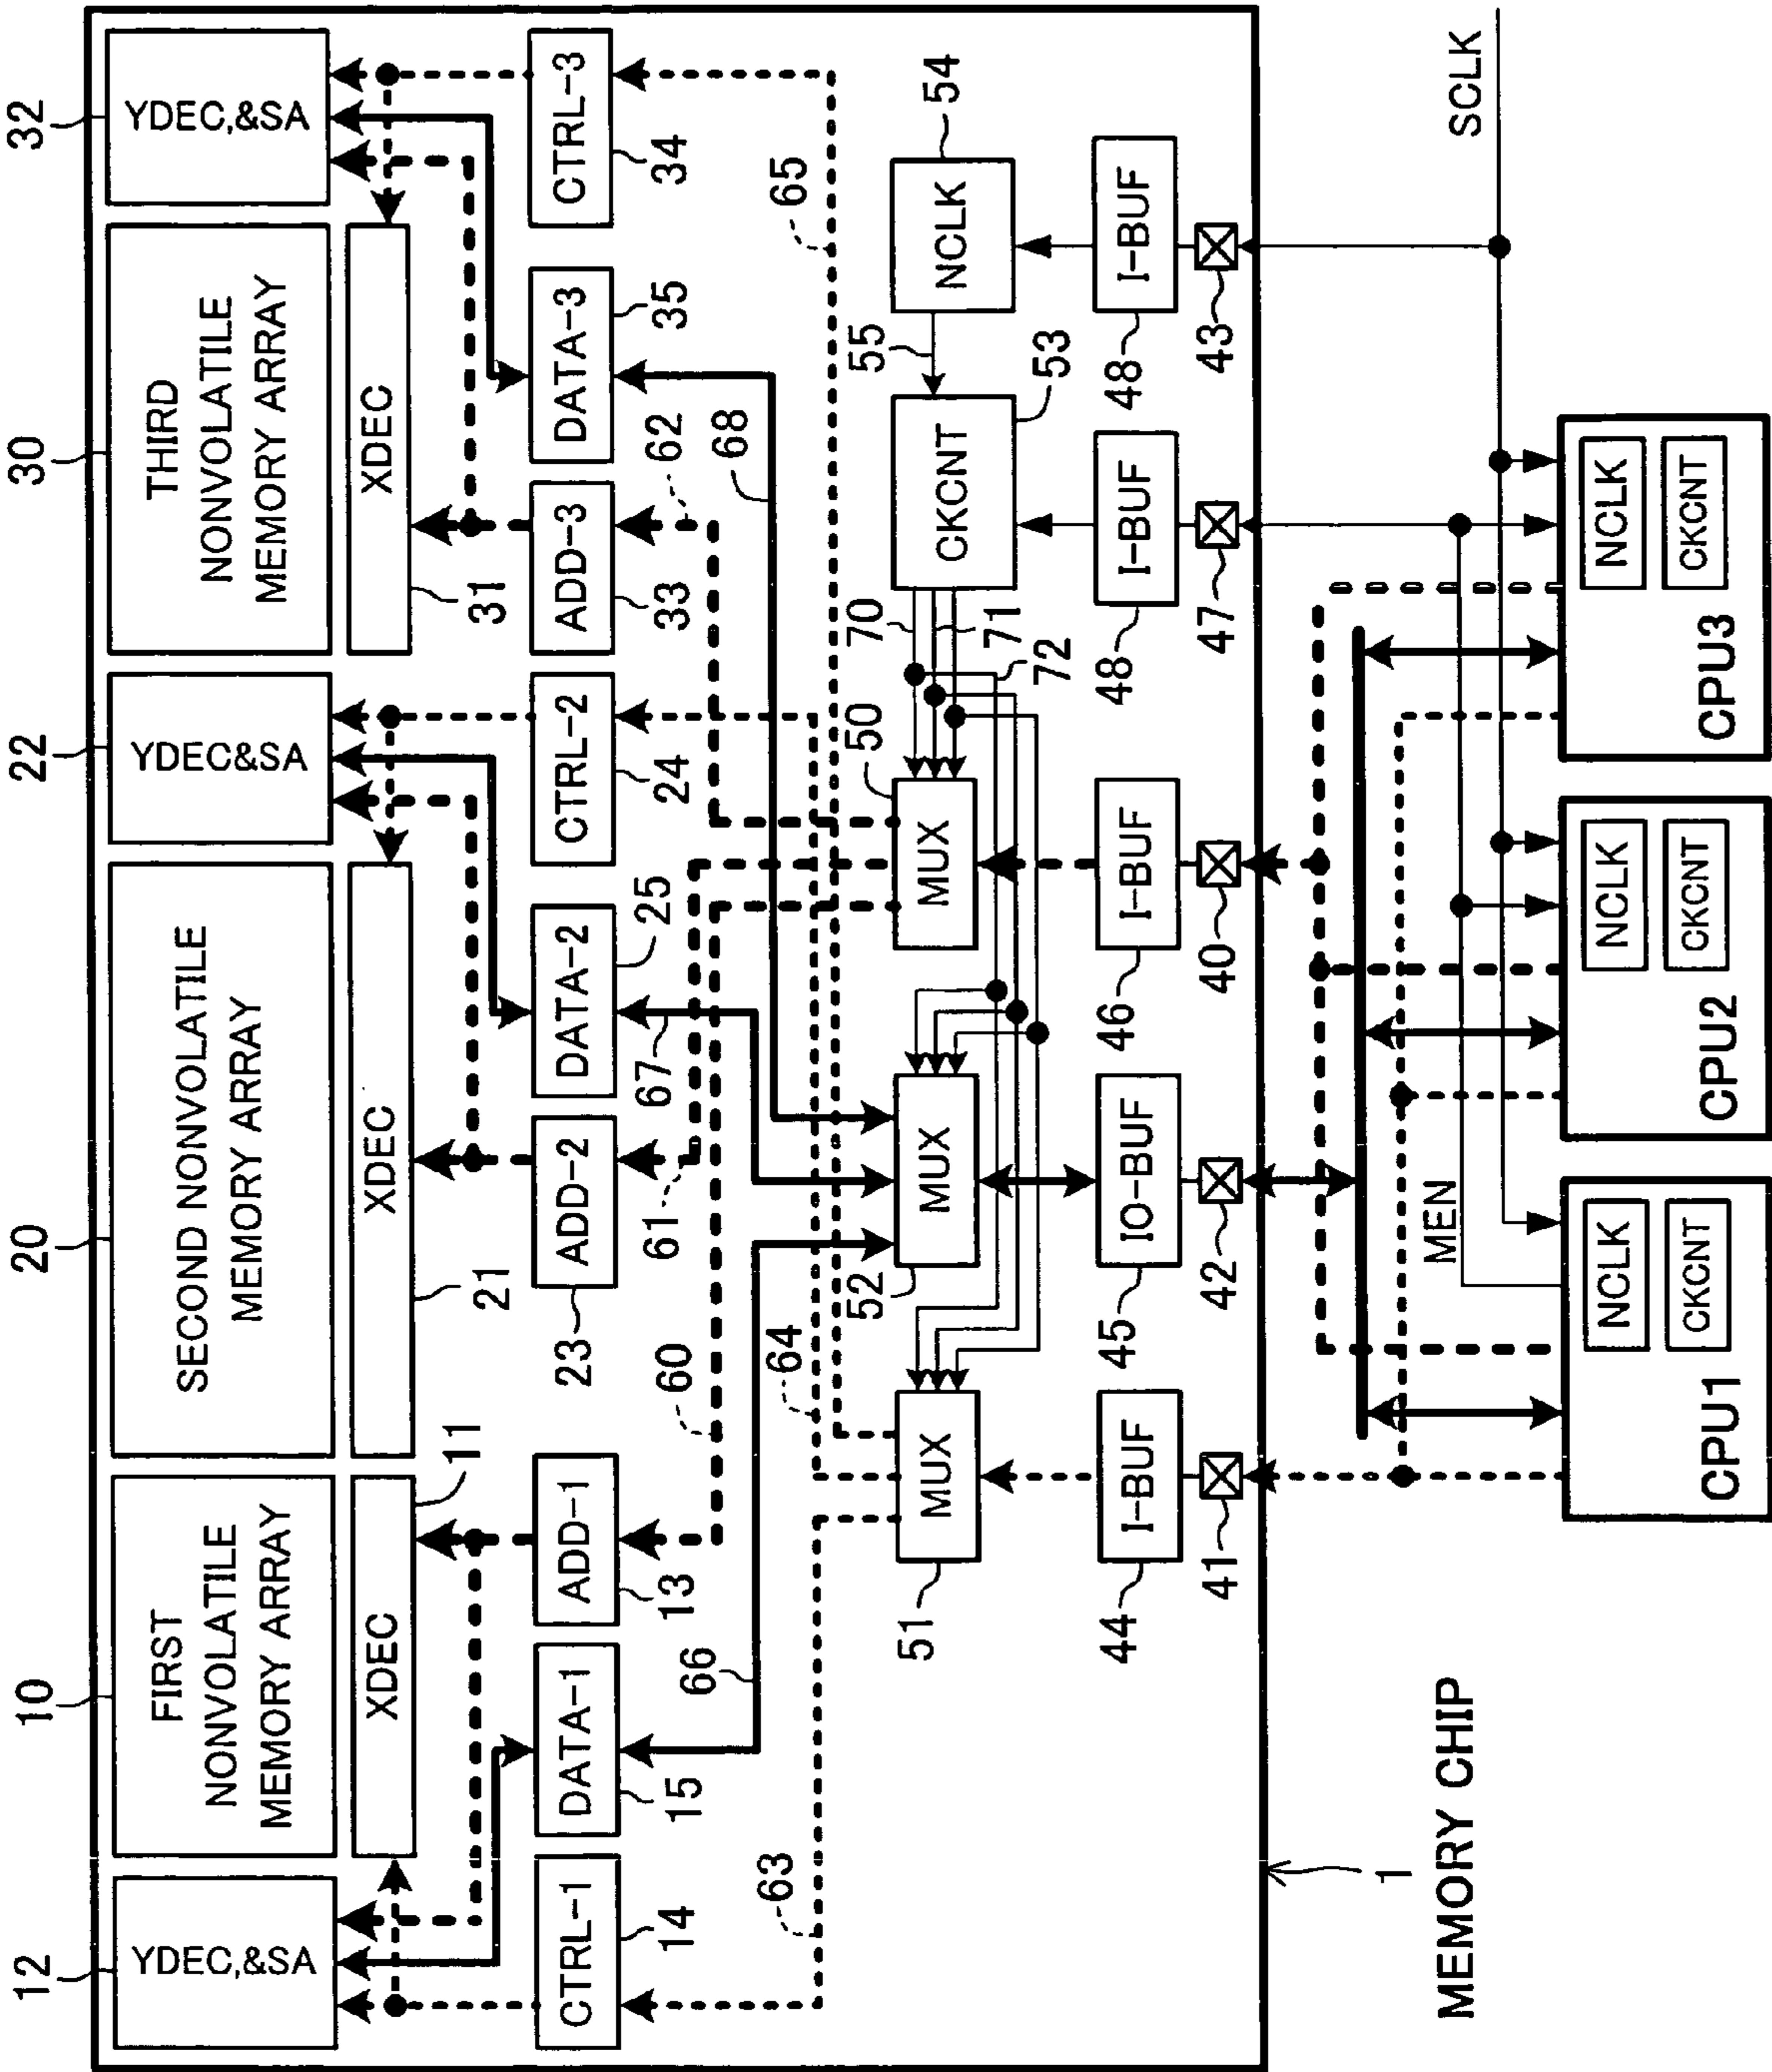 12
10
20
22
30
32
YDEC,&SA
FIRST
NONVOLATILE
MEMORY ARRAY
SECOND NONVOLATILE
MEMORY ARRAY
YDEC&SA
THIRD
NONVOLATILE
MEMORY ARRAY
YDEC,&SA
XDEC
11
XDEC
21
XDEC
31
CTRL-1
14
DATA-1
15
ADD-1
13
ADD-2
23
DATA-2
25
CTRL-2
24
ADD-3
33
DATA-3
35
CTRL-3
34
63
66
60
64
61
67
62
68
65
MUX
51
MUX
52
MUX
50
70
71
72
CKCNT
53
55
NCLK
54
I-BUF
44
IO-BUF
45
I-BUF
46
I-BUF
48
I-BUF
48
41
42
40
47
43
1
MEMORY CHIP
MEN
SCLK
NCLK
CKCNT
CPU1
NCLK
CKCNT
CPU2
NCLK
CKCNT
CPU3